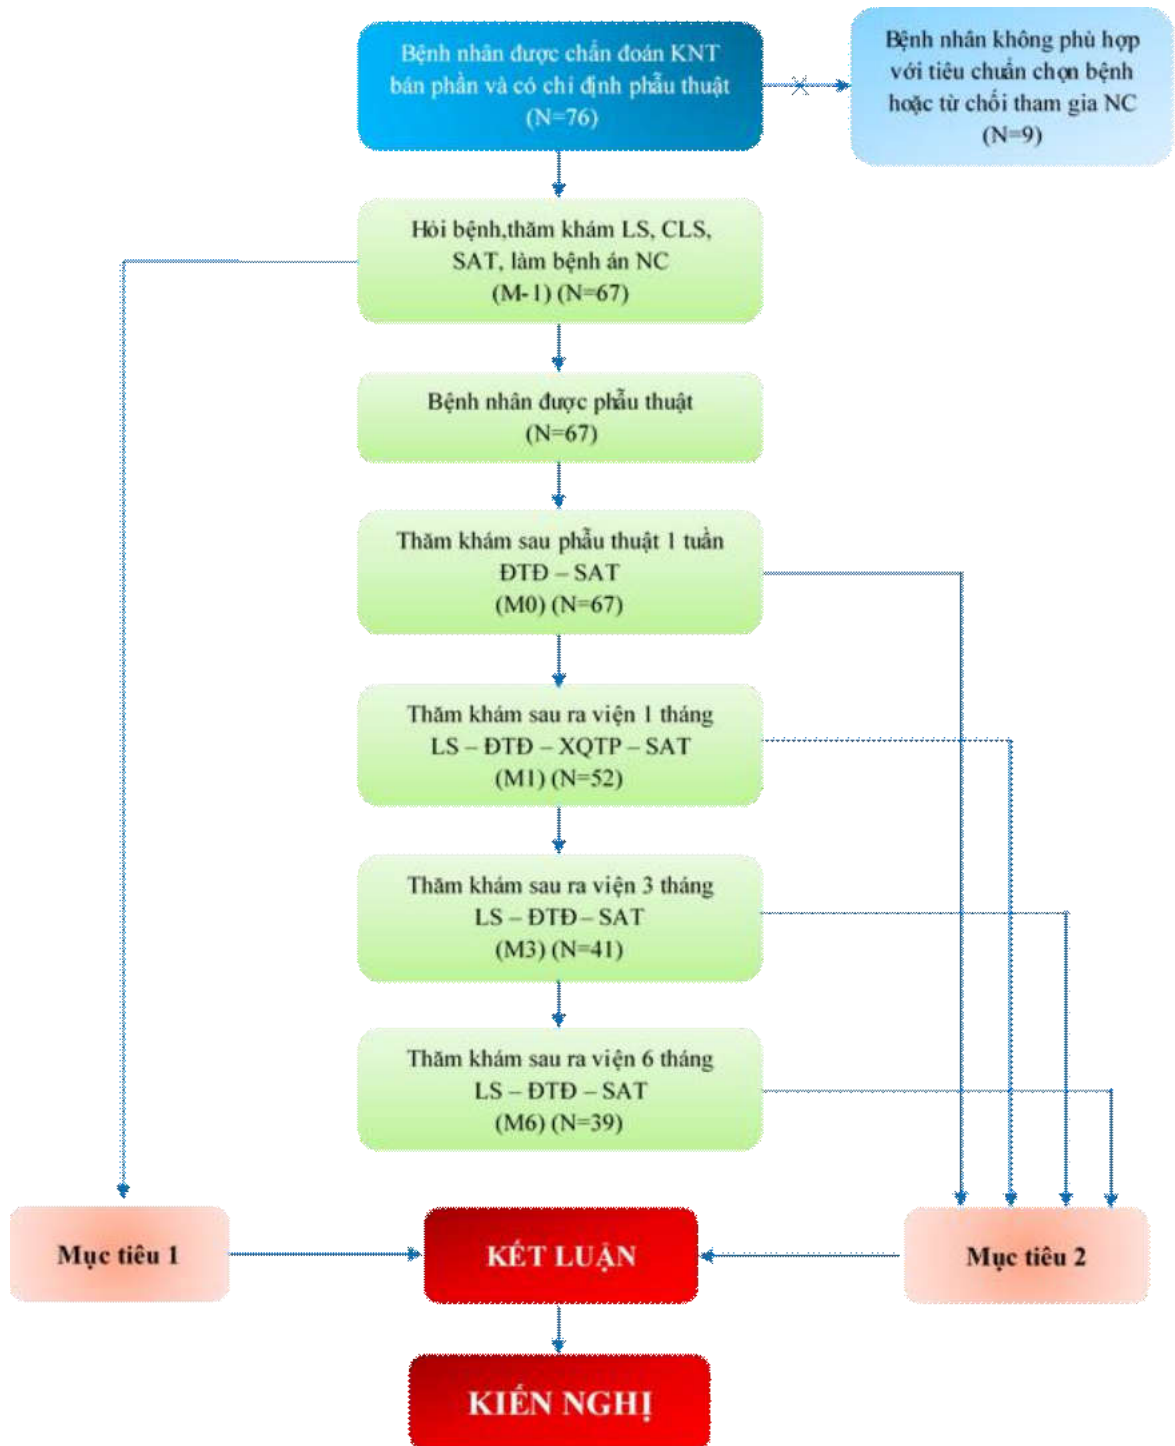 Bệnh nhân được chẩn đoán KNT
bán phần và có chỉ định phẫu thuật
(N=76)
Bệnh nhân không phù hợp
với tiêu chuẩn chọn bệnh
hoặc từ chối tham gia NC
(N=9)
Hỏi bệnh,thăm khám LS, CLS,
SAT, làm bệnh án NC
(M-1) (N=67)
Bệnh nhân được phẫu thuật
(N=67)
Thăm khám sau phẫu thuật 1 tuần
ĐTĐ – SAT
(M0) (N=67)
Thăm khám sau ra viện 1 tháng
LS – ĐTĐ – XQTP – SAT
(M1) (N=52)
Thăm khám sau ra viện 3 tháng
LS – ĐTĐ – SAT
(M3) (N=41)
Thăm khám sau ra viện 6 tháng
LS – ĐTĐ – SAT
(M6) (N=39)
Mục tiêu 1
KẾT LUẬN
Mục tiêu 2
KIẾN NGHỊ